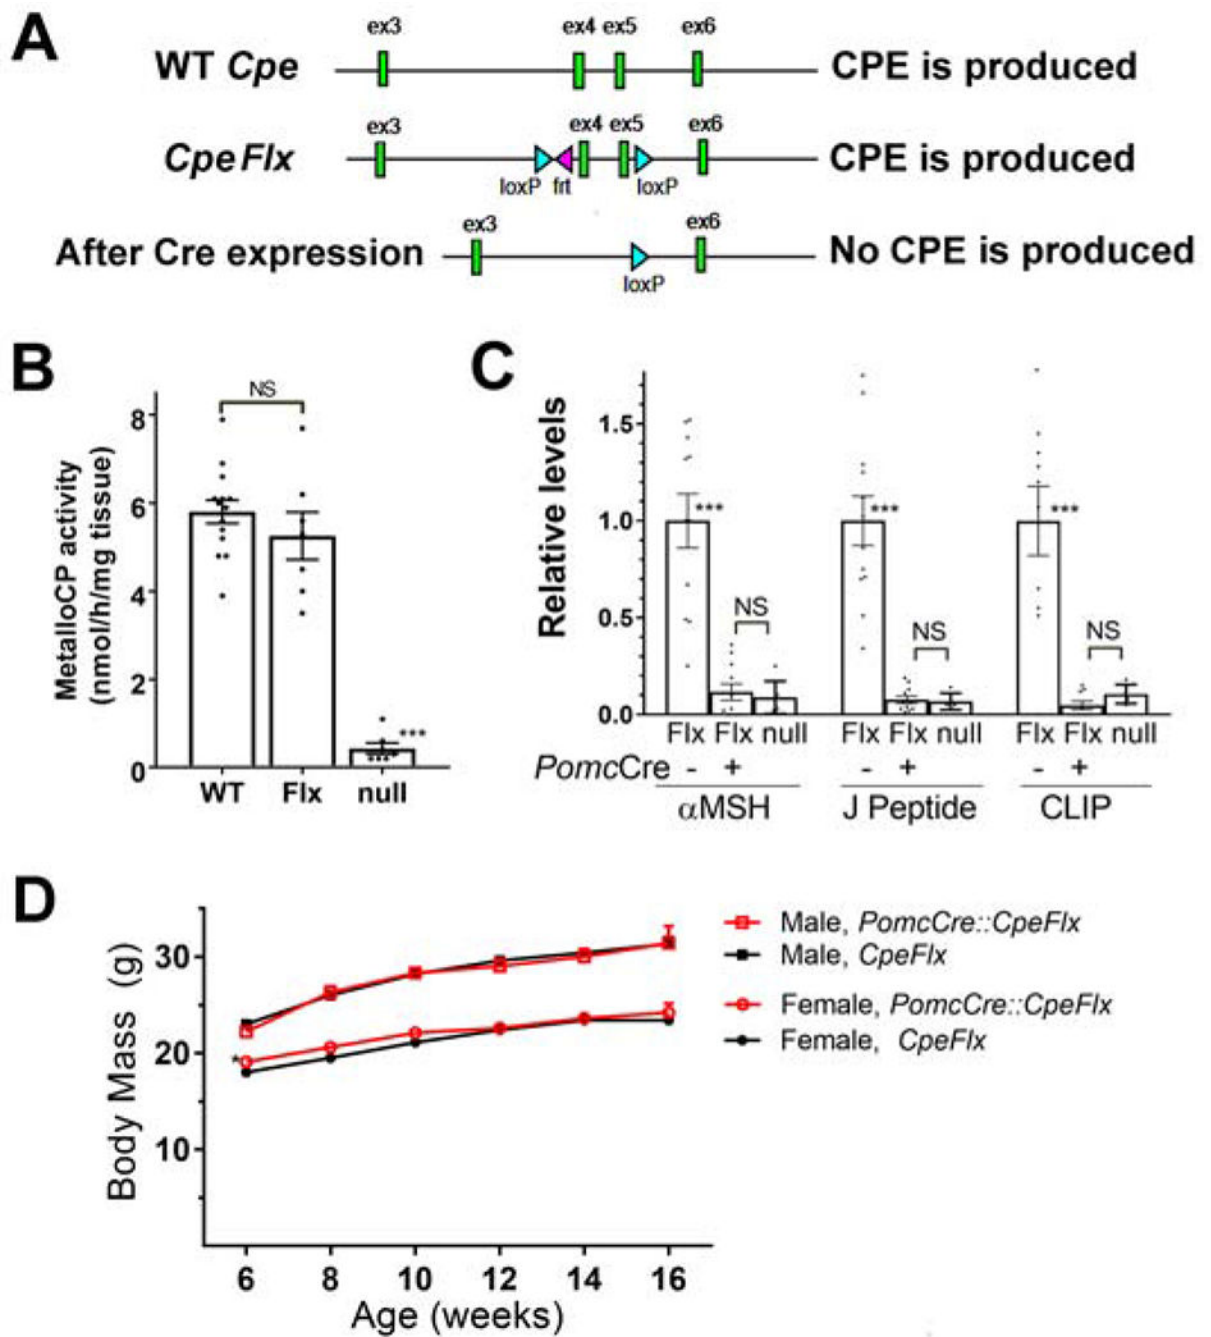 A
ex3 ex4 ex5 ex6
WT Cpe CPE is produced
ex3 ex4 ex5 ex6
CpeFlx CPE is produced
loxP frt loxP
ex3 ex6
After Cre expression No CPE is produced
loxP
B
MetalloCP activity
(nmol/h/mg tissue)
8
6
4
2
0
NS
***
WT Flx null
C
Relative levels
1.5
1.0
0.5
0.0
*** NS
*** NS
*** NS
Flx Flx null Flx Flx null Flx Flx null
PomcCre - + - + - +
αMSH J Peptide CLIP
D
Body Mass (g)
30
20
10
*
6 8 10 12 14 16
Age (weeks)
Male, PomcCre::CpeFlx
Male, CpeFlx
Female, PomcCre::CpeFlx
Female, CpeFlx